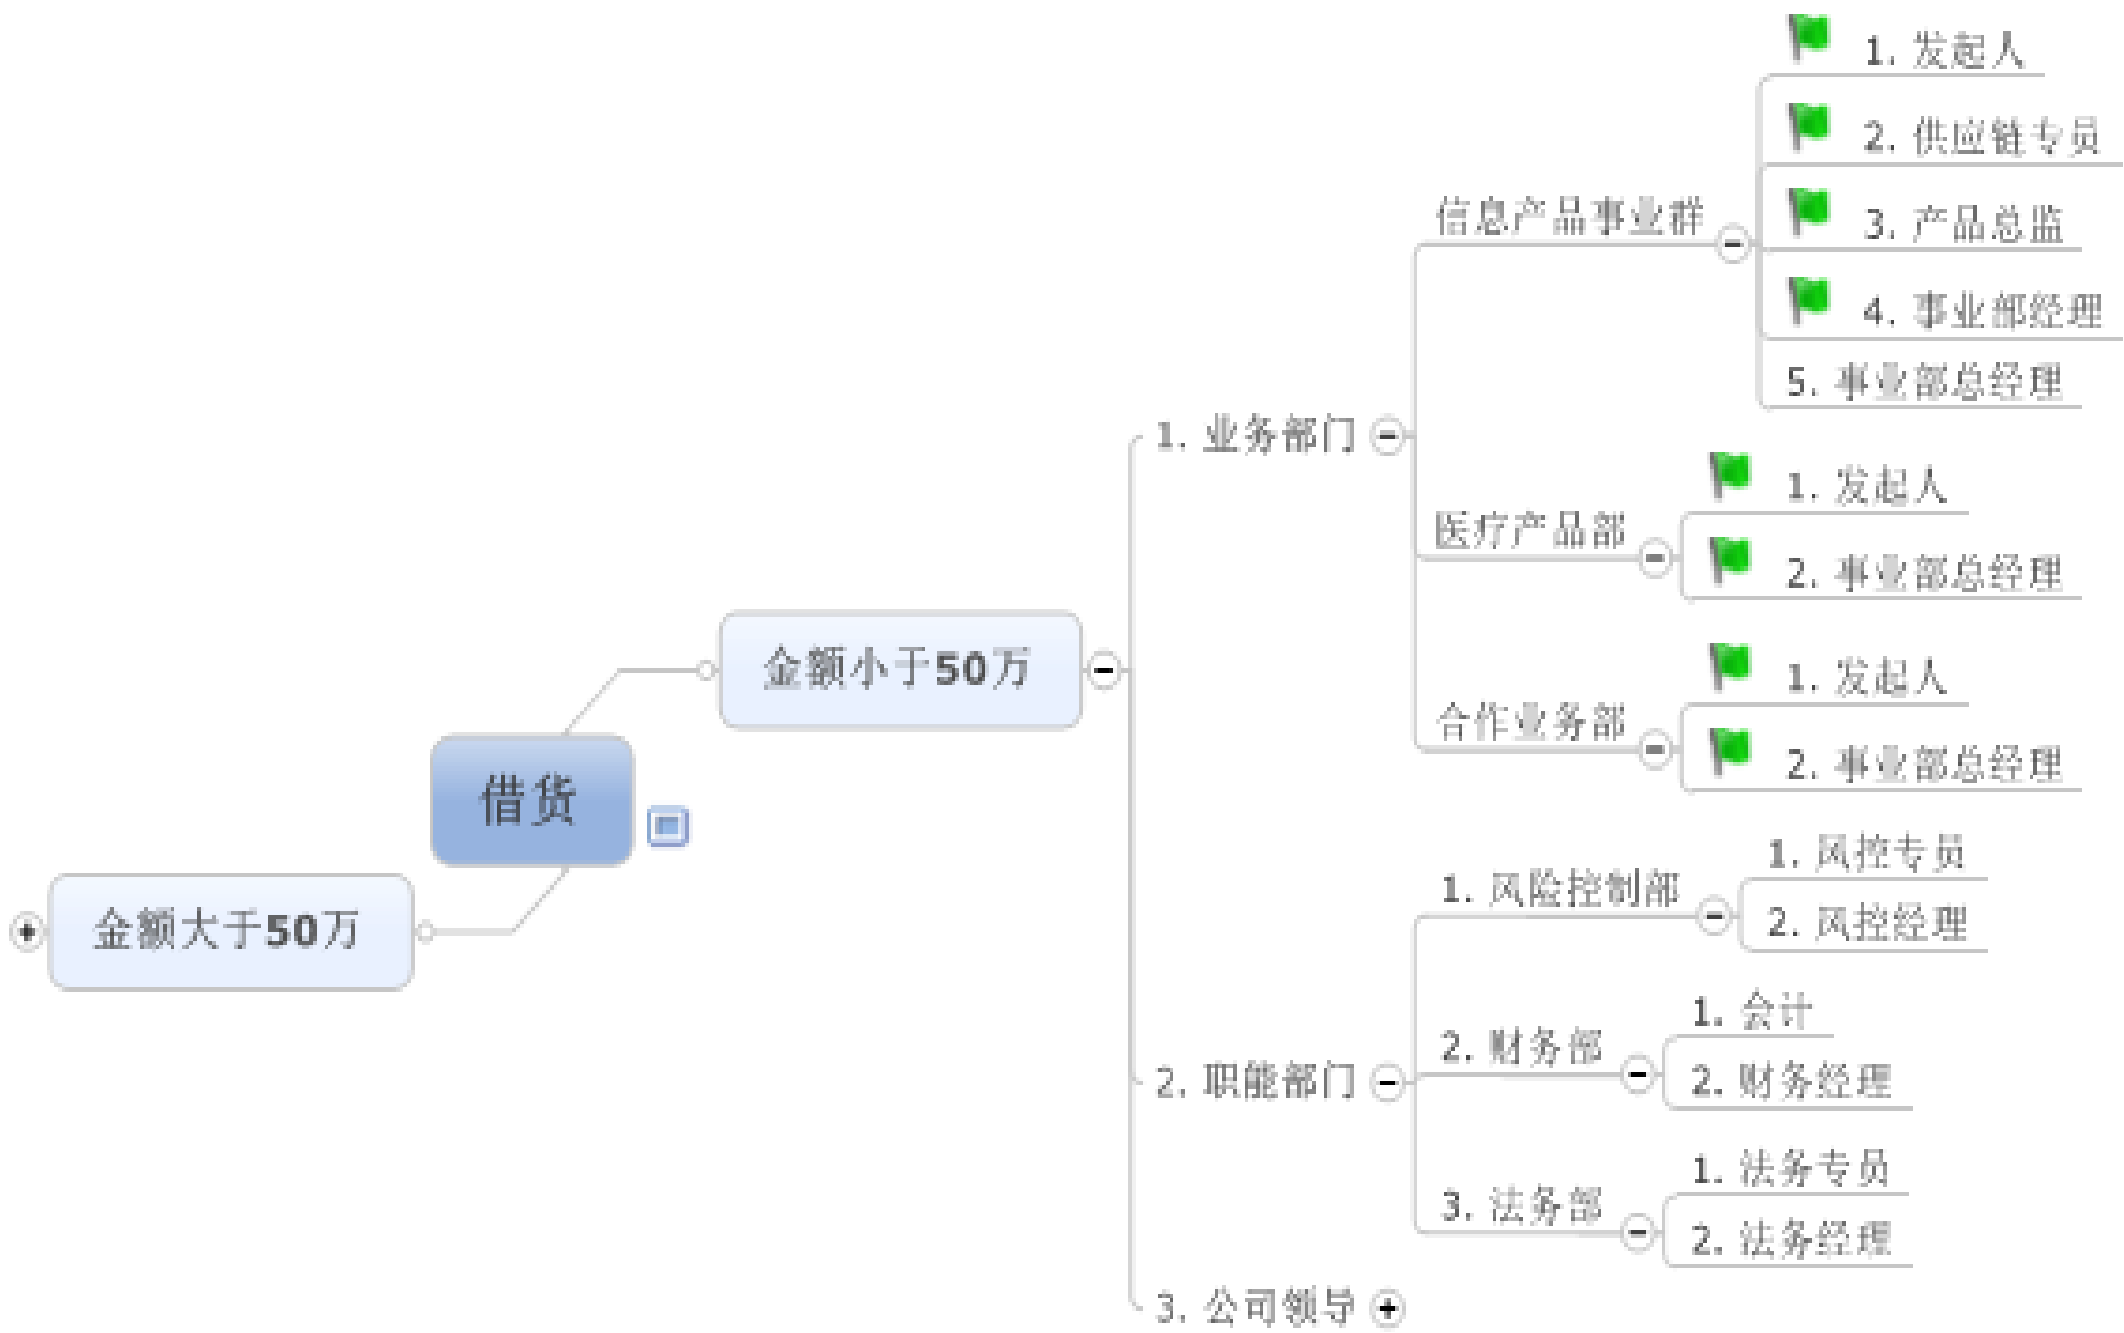 借货
金额小于50万
1. 业务部门
信息产品事业群
1. 发起人
2. 供应链专员
3. 产品总监
4. 事业部经理
5. 事业部总经理
医疗产品部
1. 发起人
2. 事业部总经理
合作业务部
1. 发起人
2. 事业部总经理
2. 职能部门
1. 风险控制部
1. 风控专员
2. 风控经理
2. 财务部
1. 会计
2. 财务经理
3. 法务部
1. 法务专员
2. 法务经理
3. 公司领导
金额大于50万